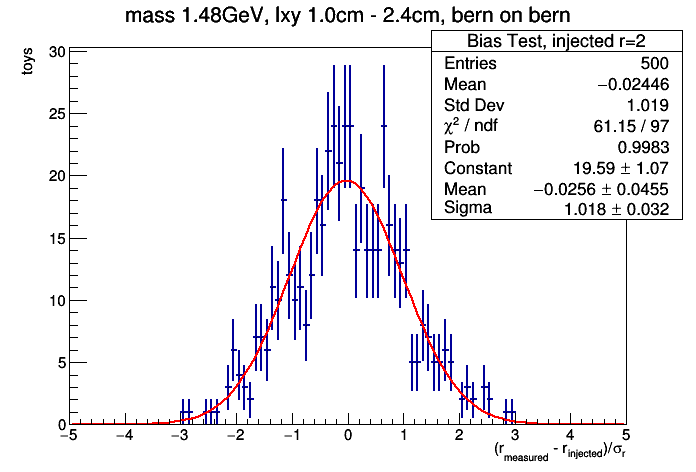 mass 1.48GeV, lxy 1.0cm - 2.4cm, bern on bern
Bias Test, injected r=2
Entries 500
Mean −0.02446
Std Dev 1.019
χ² / ndf 61.15 / 97
Prob 0.9983
Constant 19.59 ± 1.07
Mean −0.0256 ± 0.0455
Sigma 1.018 ± 0.032
toys
30
25
20
15
10
5
0
−5 −4 −3 −2 −1 0 1 2 3 4 5
(r_measured - r_injected)/σ_r